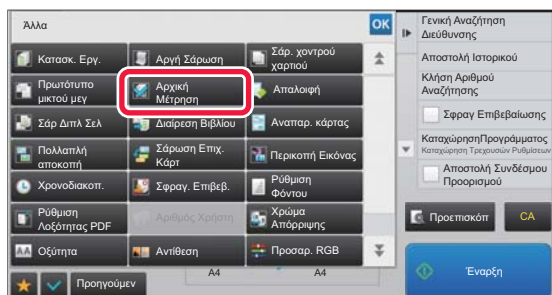 Άλλα
OK
Κατασκ. Εργ.
Αργή Σάρωση
Σάρ. χοντρού
χαρτιού
Πρωτότυπο
μικτού μεγ
Αρχική
Μέτρηση
Απαλοιφή
Σάρ Διπλ Σελ
Διαίρεση Βιβλίου
Αναπαρ. κάρτας
Πολλαπλή
αποκοπή
Σάρωση Επιχ.
Κάρτ
Περικοπή Εικόνας
Χρονοδιακοπ.
Σφραγ. Επιβεβ.
Ρύθμιση
Φόντου
Ρύθμιση
Λοξότητας PDF
Αριθμός Χρήστη
Χρώμα
Απόρριψης
AA Οξύτητα
Αντίθεση
Προσαρ. RGB
Προηγούμεν
A4
A4
Γενική Αναζήτηση
Διεύθυνσης
Αποστολή Ιστορικού
Κλήση Αριθμού
Αναζήτησης
Σφραγ Επιβεβαίωσης
ΚαταχώρησηΠρογράμματος
Καταχώρηση Τρεχουσών Ρυθμίσεων
Αποστολή Συνδέσμου
Προορισμού
Προεπισκόπ
CA
Έναρξη